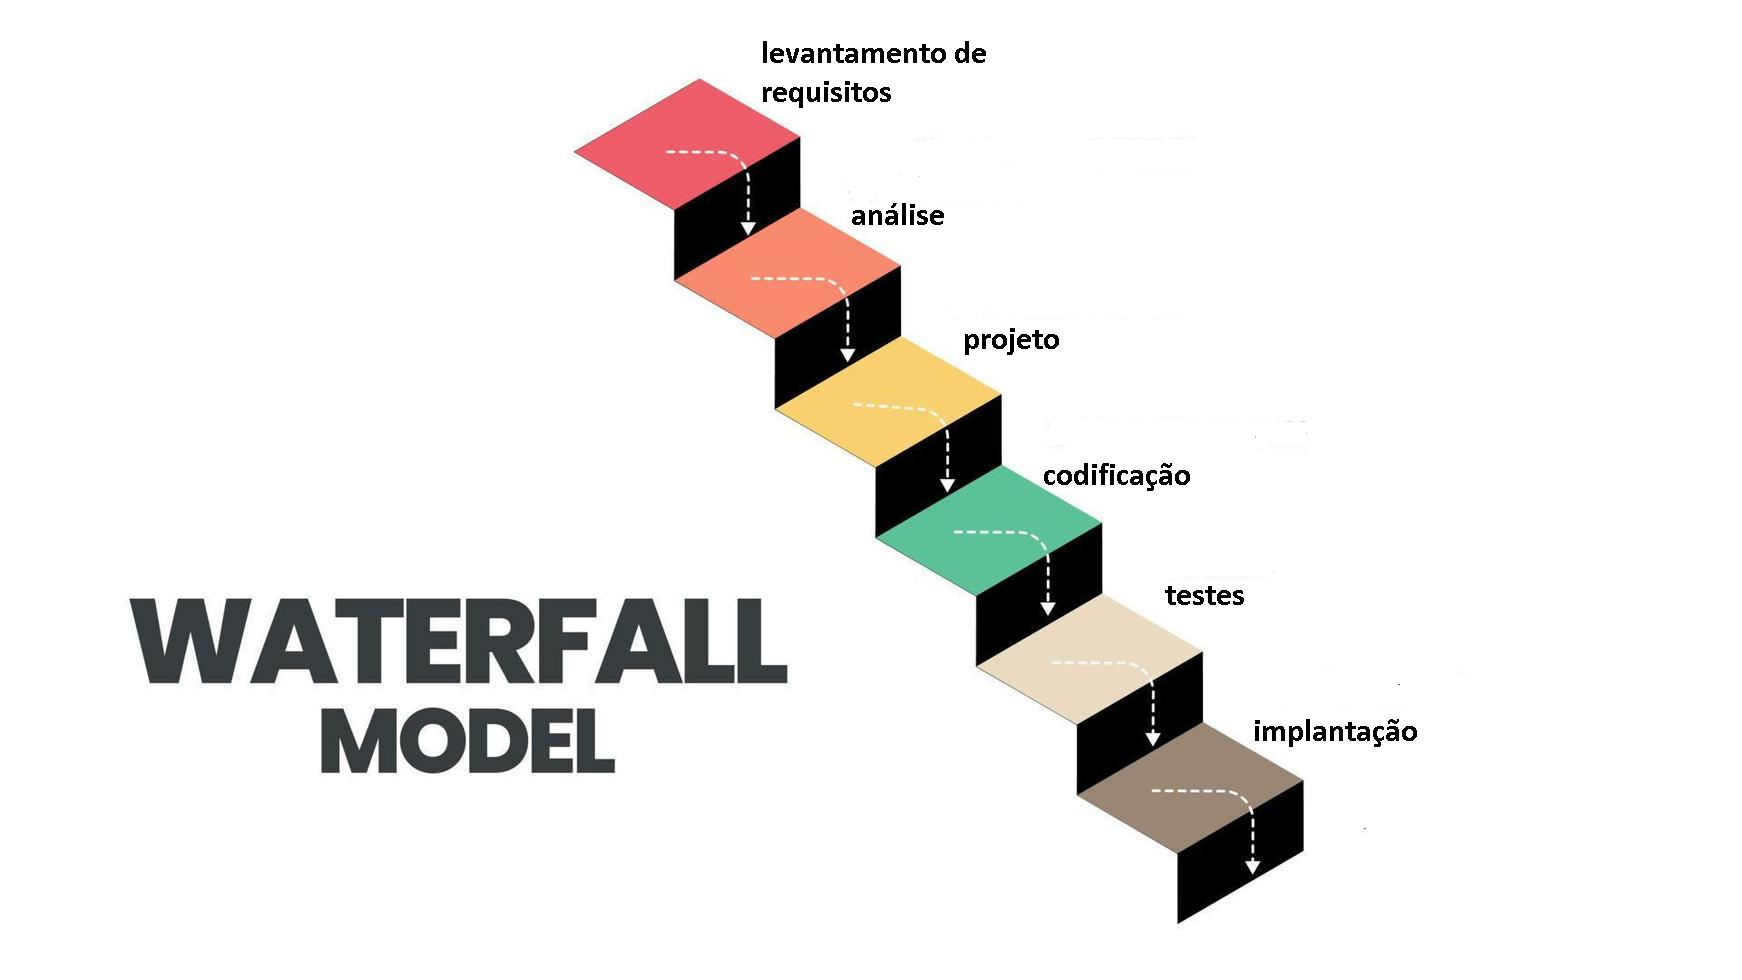 levantamento de
requisitos
análise
projeto
codificação
testes
implantação
WATERFALL
MODEL